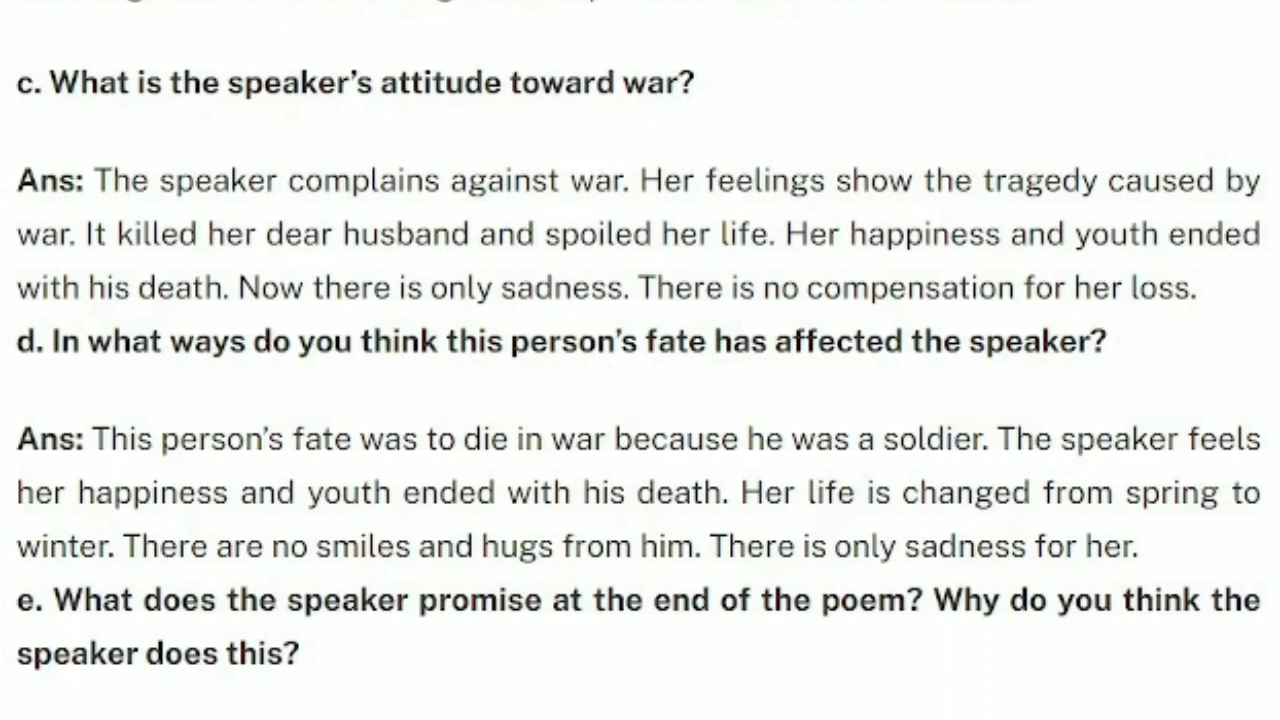 c. What is the speaker's attitude toward war?
Ans: The speaker complains against war. Her feelings show the tragedy caused by
war. It killed her dear husband and spoiled her life. Her happiness and youth ended
with his death. Now there is only sadness. There is no compensation for her loss.
d. In what ways do you think this person's fate has affected the speaker?
Ans: This person's fate was to die in war because he was a soldier. The speaker feels
her happiness and youth ended with his death. Her life is changed from spring to
winter. There are no smiles and hugs from him. There is only sadness for her.
e. What does the speaker promise at the end of the poem? Why do you think the
speaker does this?